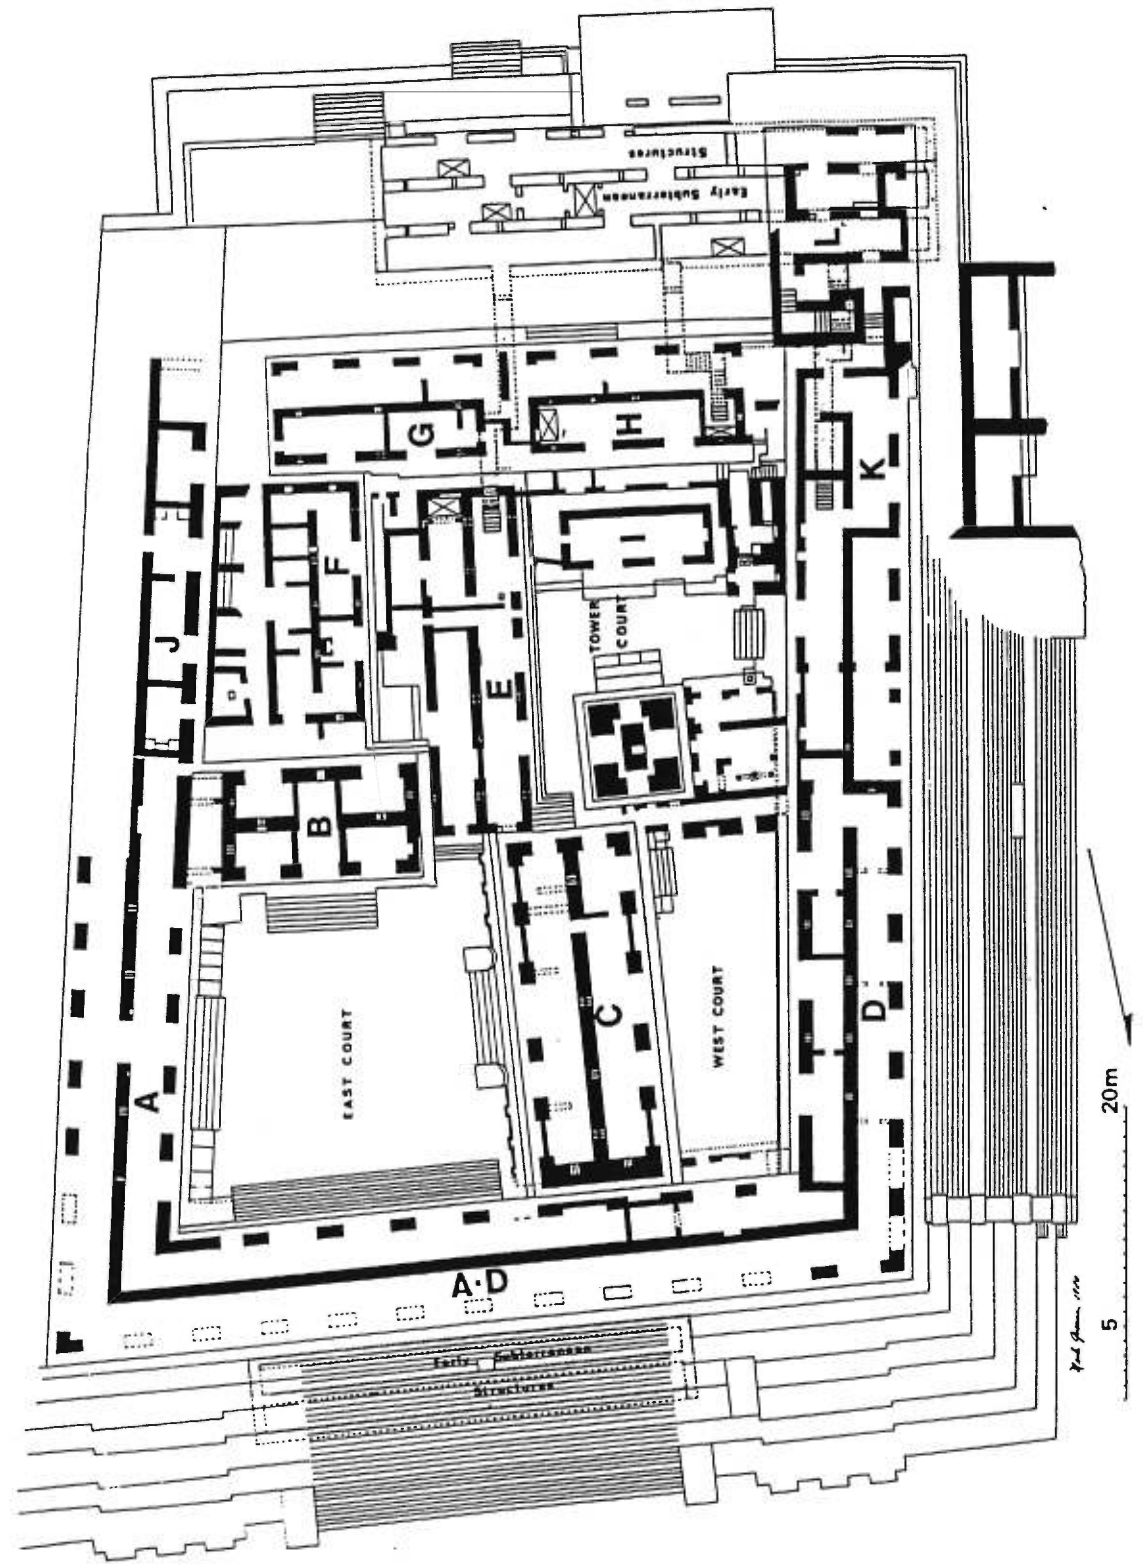 Structures
Early Subterranean
L
G
H
K
F
I
J
TOWER
COURT
E
B
EAST COURT
C
WEST COURT
D
A
A·D
Early Subterranean
Structures
20m
5